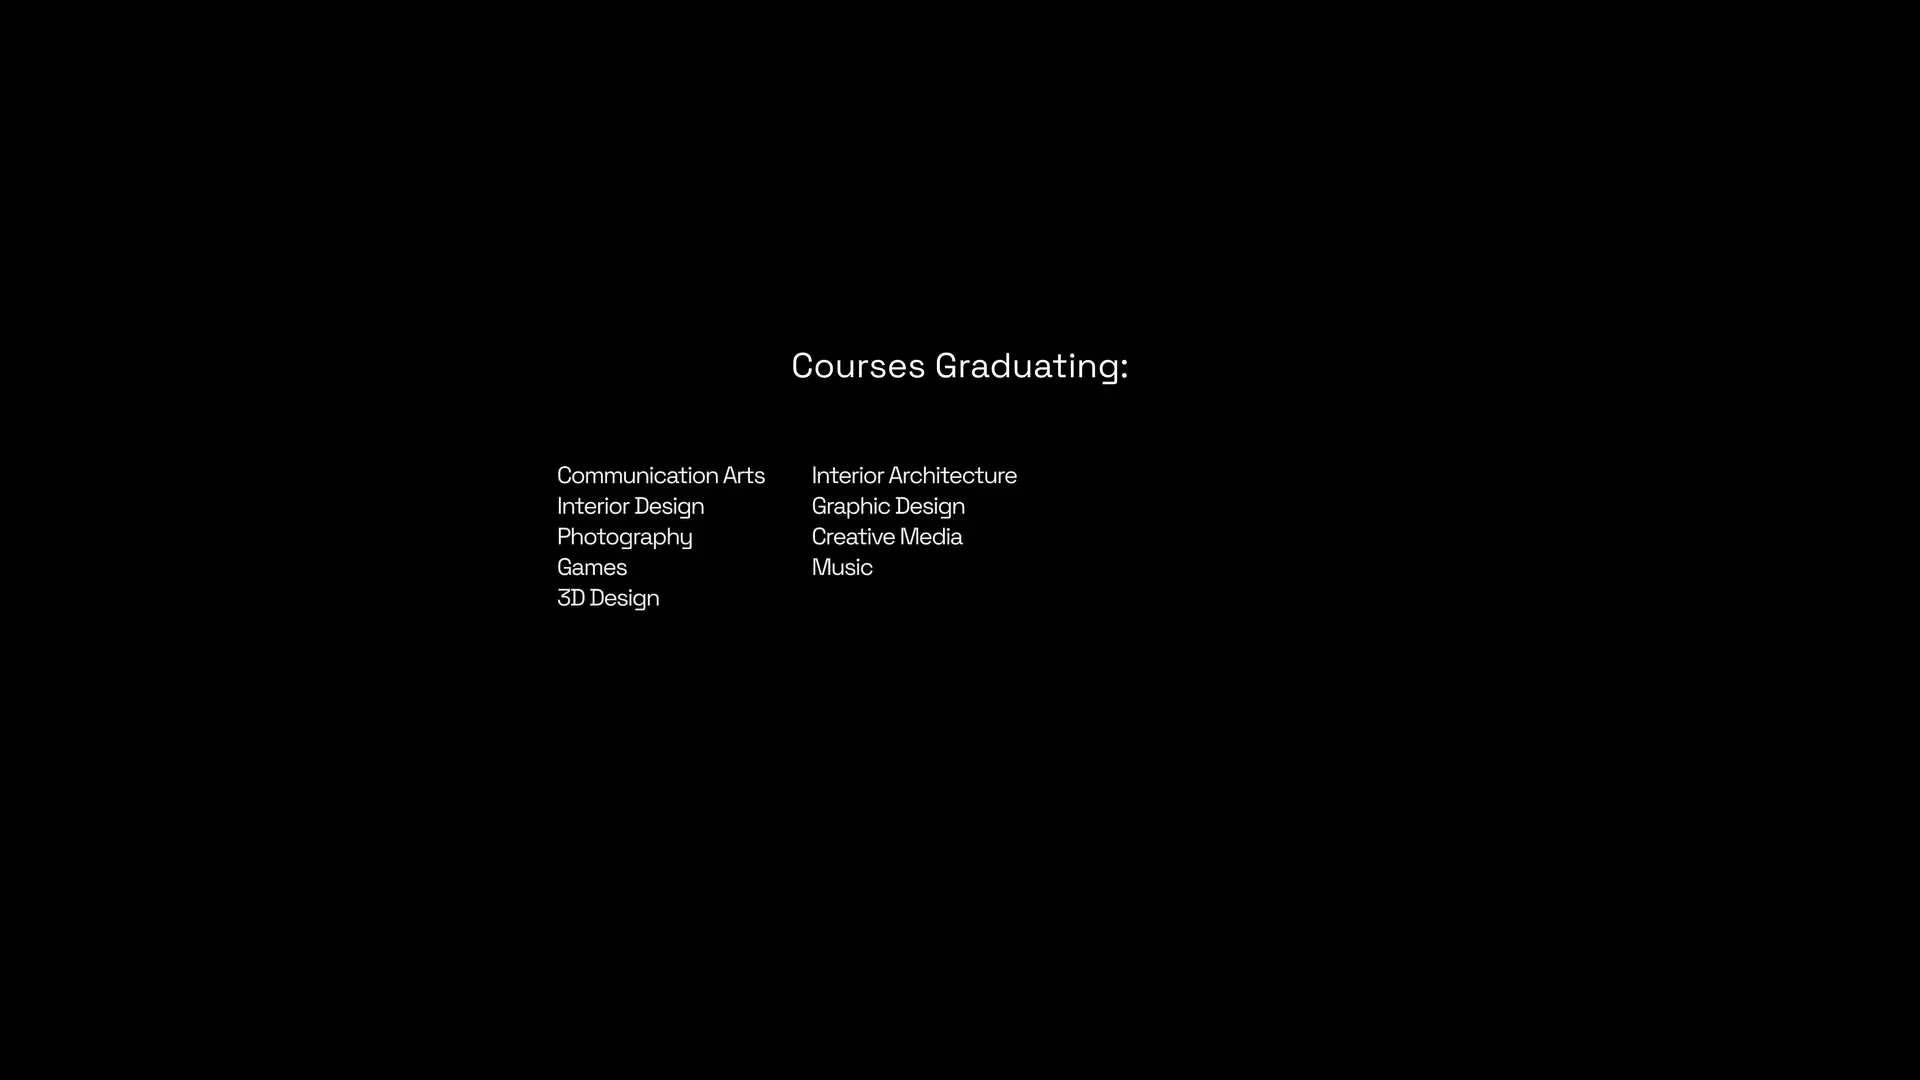 Courses Graduating:
Communication Arts
Interior Design
Photography
Games
3D Design
Interior Architecture
Graphic Design
Creative Media
Music